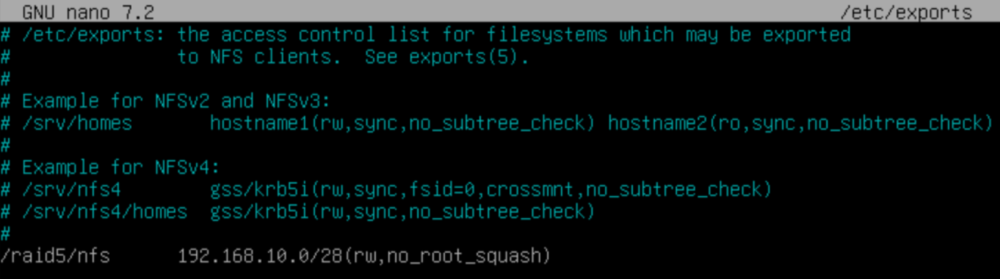 GNU nano 7.2 /etc/exports
# /etc/exports: the access control list for filesystems which may be exported
#               to NFS clients.  See exports(5).
#
# Example for NFSv2 and NFSv3:
# /srv/homes       hostname1(rw,sync,no_subtree_check) hostname2(ro,sync,no_subtree_check)
#
# Example for NFSv4:
# /srv/nfs4        gss/krb5i(rw,sync,fsid=0,crossmnt,no_subtree_check)
# /srv/nfs4/homes  gss/krb5i(rw,sync,no_subtree_check)
#
/raid5/nfs      192.168.10.0/28(rw,no_root_squash)